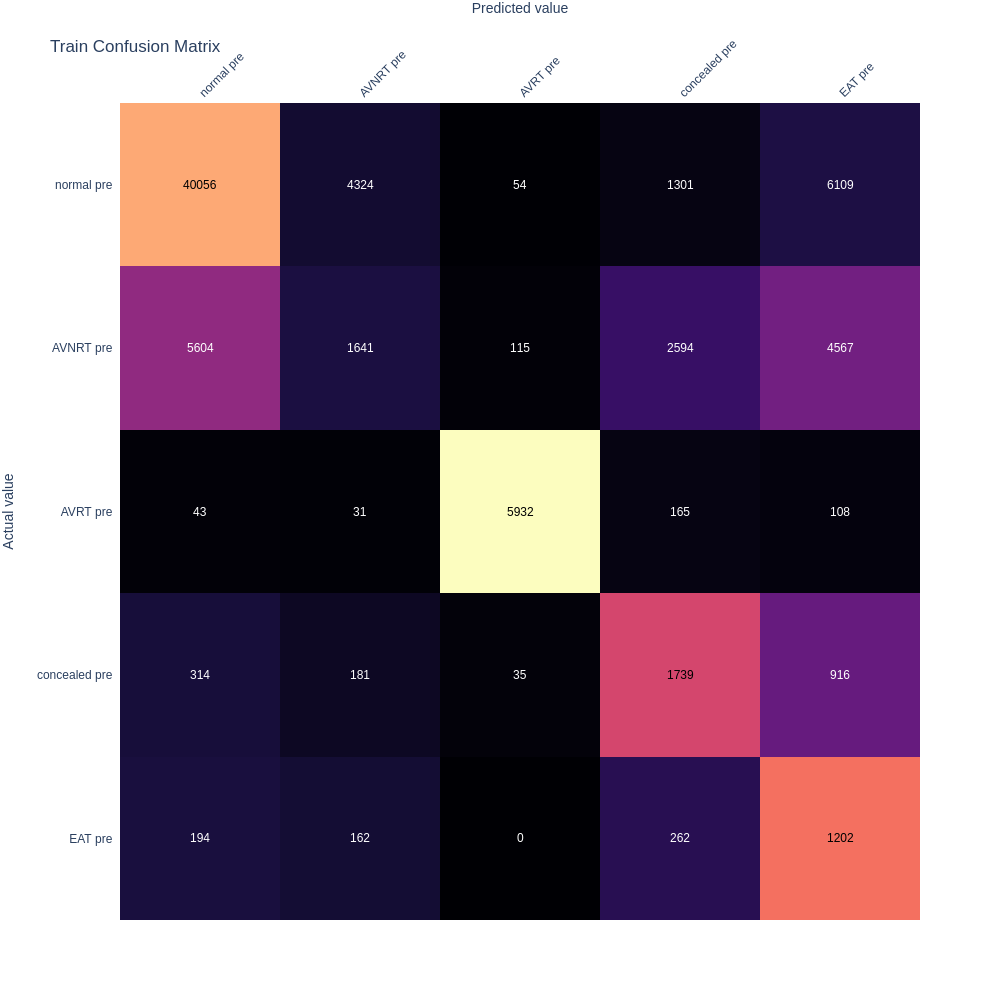 Predicted value
Train Confusion Matrix
normal pre AVNRT pre AVRT pre concealed pre EAT pre
normal pre 40056 4324 54 1301 6109
AVNRT pre 5604 1641 115 2594 4567
Actual value
AVRT pre 43 31 5932 165 108
concealed pre 314 181 35 1739 916
EAT pre 194 162 0 262 1202